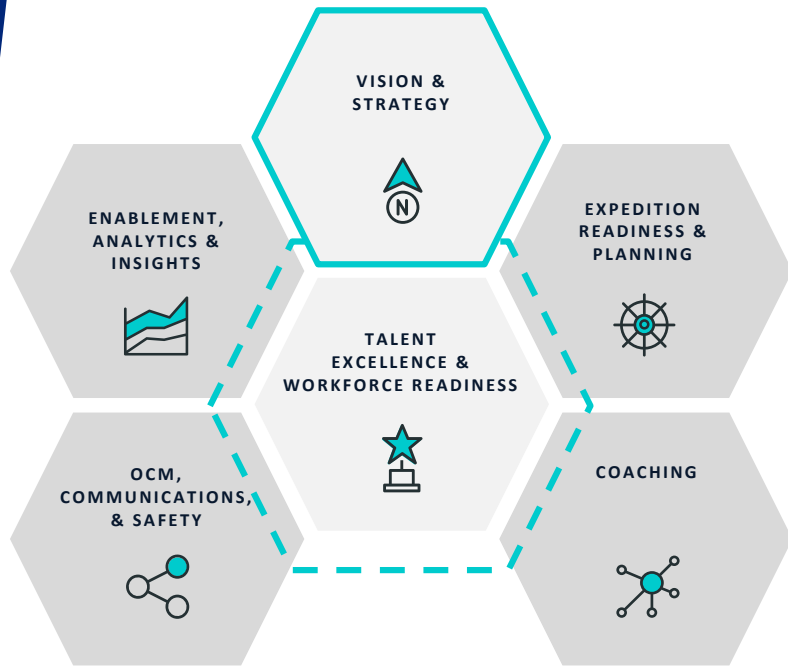 VISION &
STRATEGY
N
ENABLEMENT,
ANALYTICS &
INSIGHTS
EXPEDITION
READINESS &
PLANNING
TALENT
EXCELLENCE &
WORKFORCE READINESS
OCM,
COMMUNICATIONS,
& SAFETY
COACHING